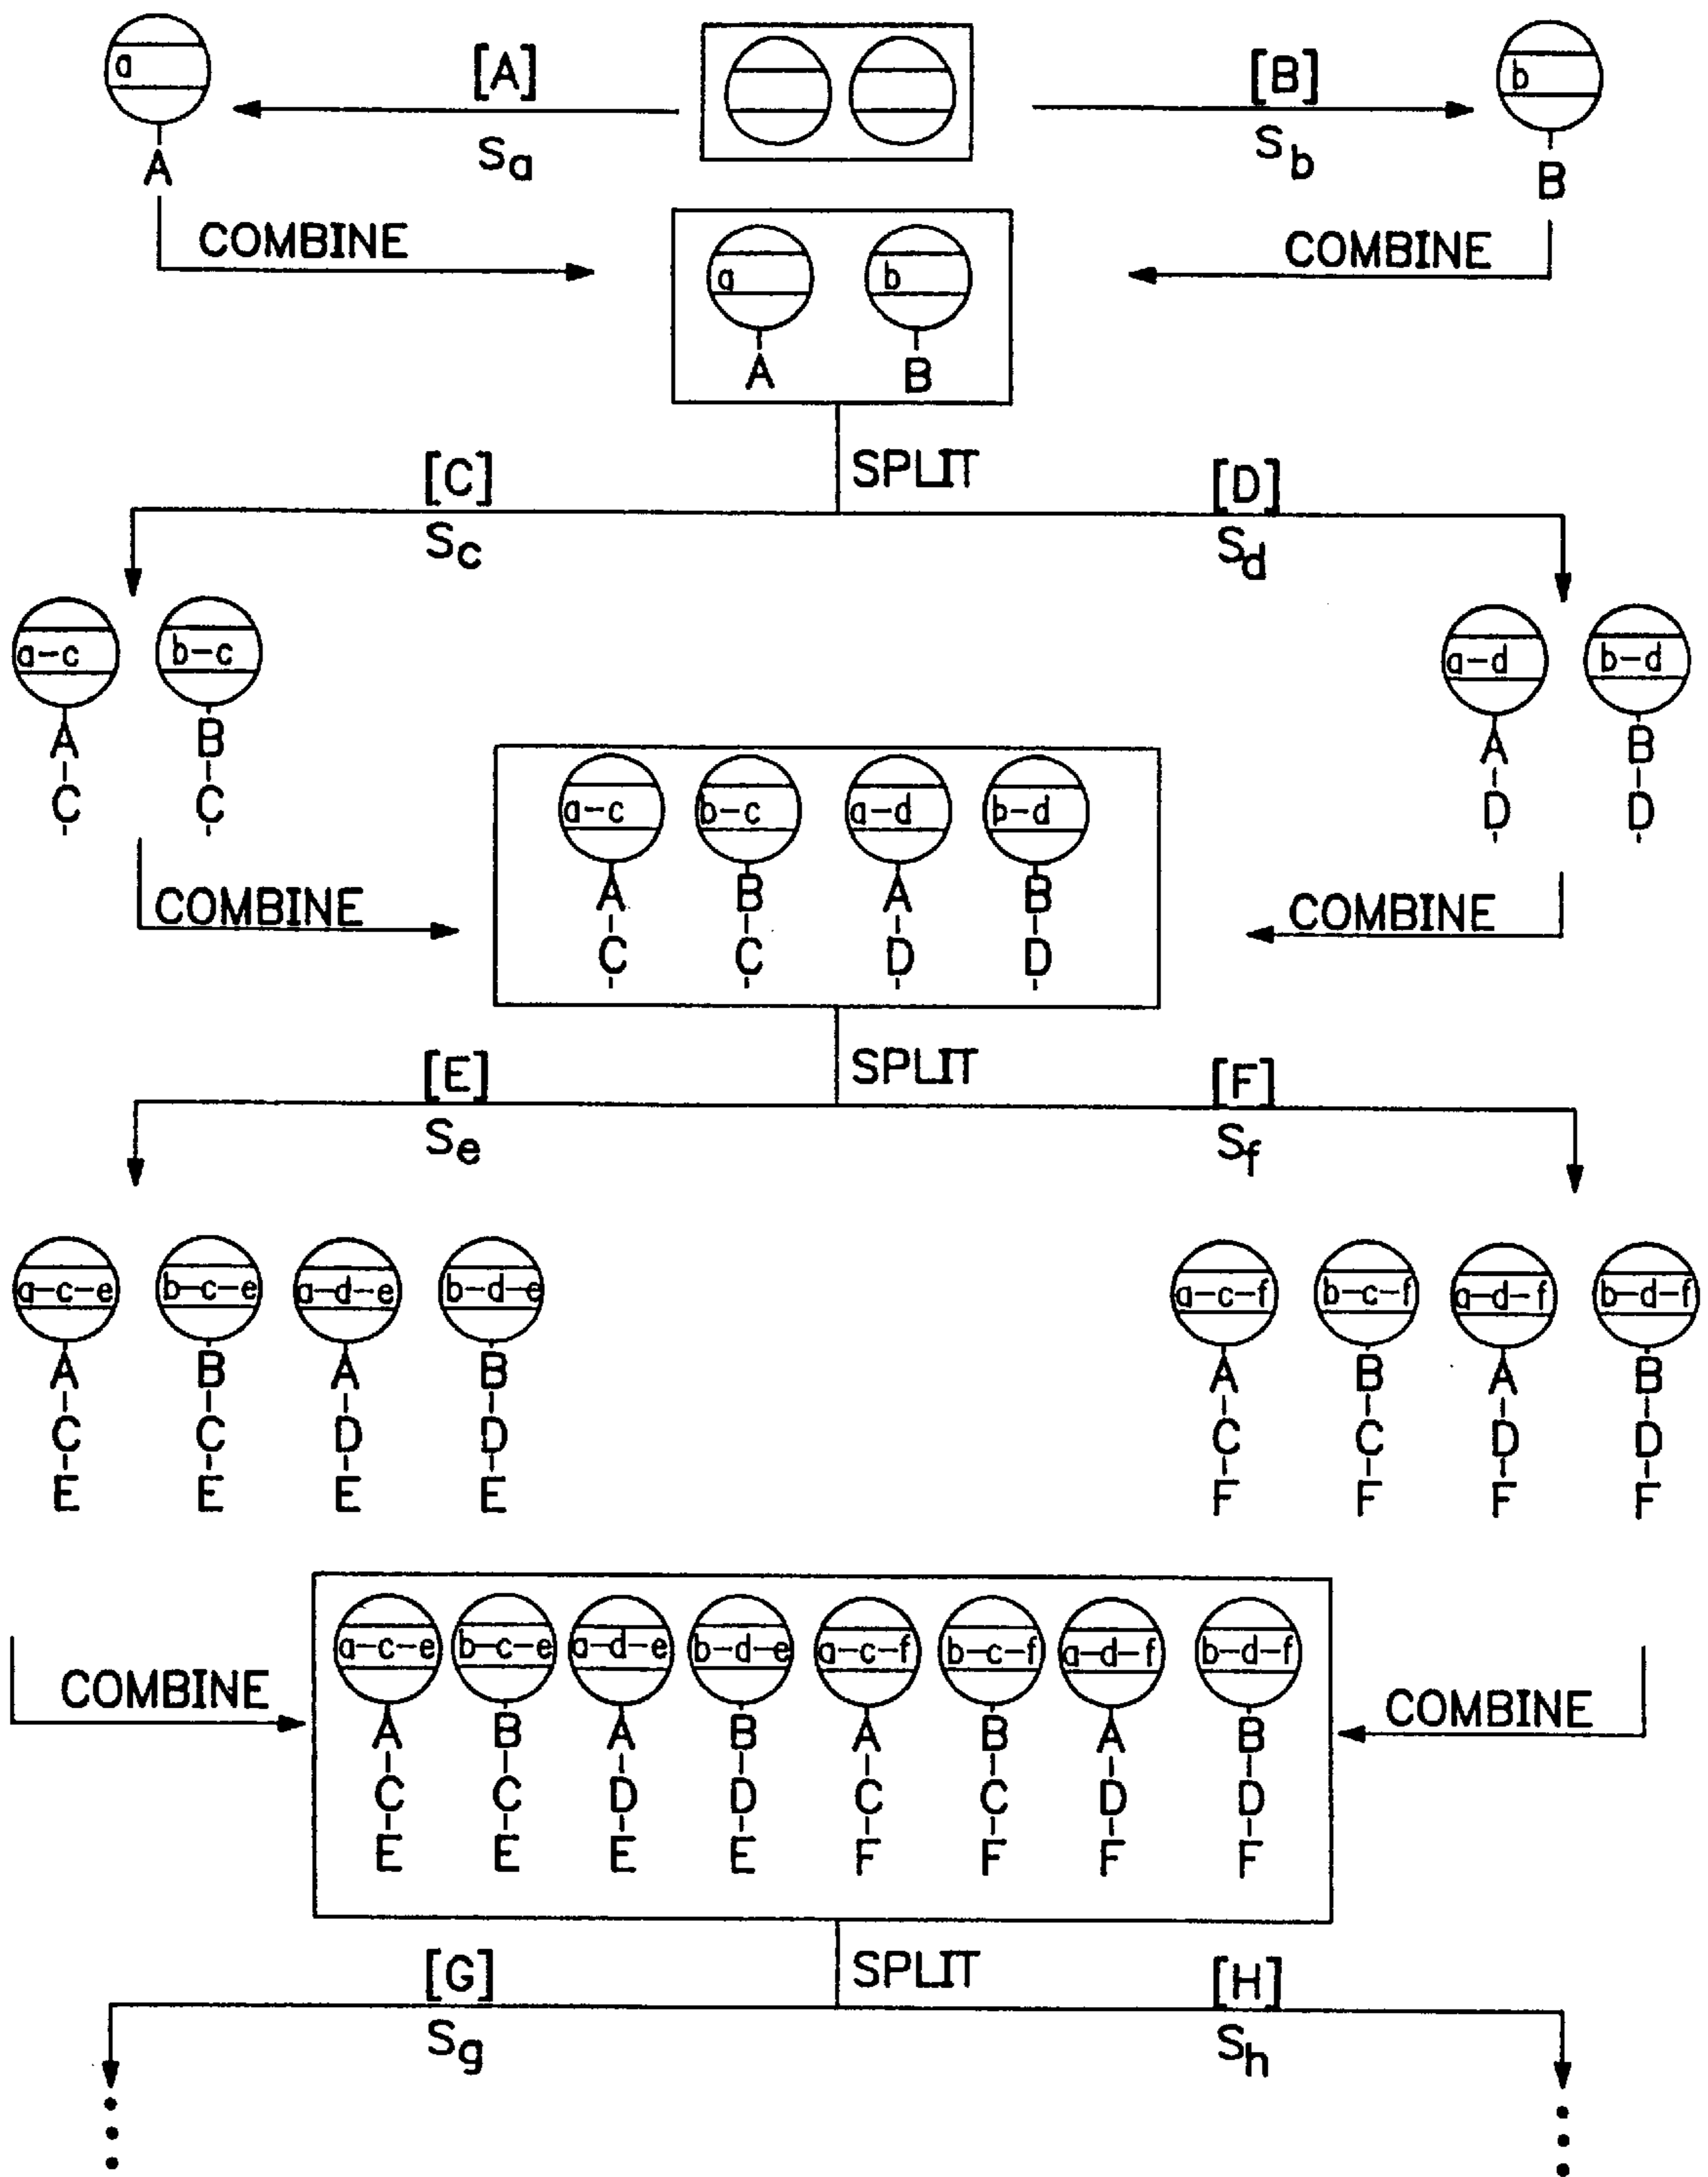 a [A] [B] b
Sa Sb
A B
COMBINE COMBINE
a b
A B
SPLIT
[C] [D]
Sc Sd
a-c b-c a-d b-d
A B A B
C C D D
a-c b-c a-d b-d
A B A B
C C D D
COMBINE COMBINE
SPLIT
[E] [F]
Se Sf
a-c-e b-c-e a-d-e b-d-e a-c-f b-c-f a-d-f b-d-f
A B A B A B A B
C C D D C C D D
E E E E F F F F
a-c-e b-c-e a-d-e b-d-e a-c-f b-c-f a-d-f b-d-f
COMBINE COMBINE
A B A B A B A B
C C D D C C D D
E E E E F F F F
SPLIT
[G] [H]
Sg Sh